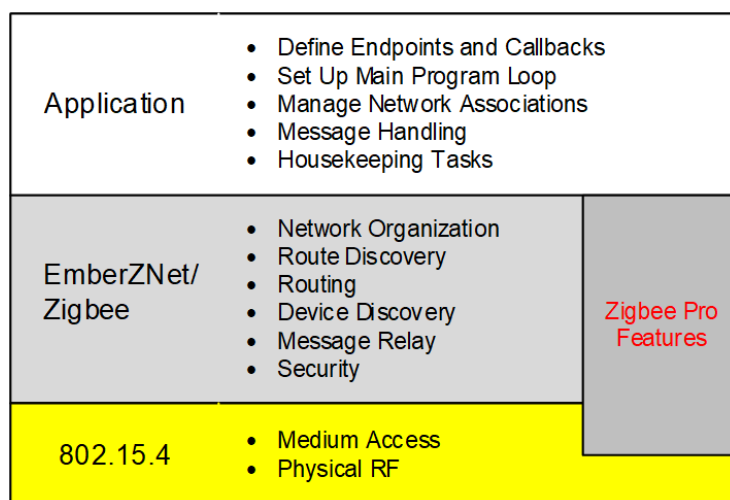 Application
• Define Endpoints and Callbacks
• Set Up Main Program Loop
• Manage Network Associations
• Message Handling
• Housekeeping Tasks
EmberZNet/
Zigbee
• Network Organization
• Route Discovery
• Routing
• Device Discovery
• Message Relay
• Security
Zigbee Pro
Features
802.15.4
• Medium Access
• Physical RF